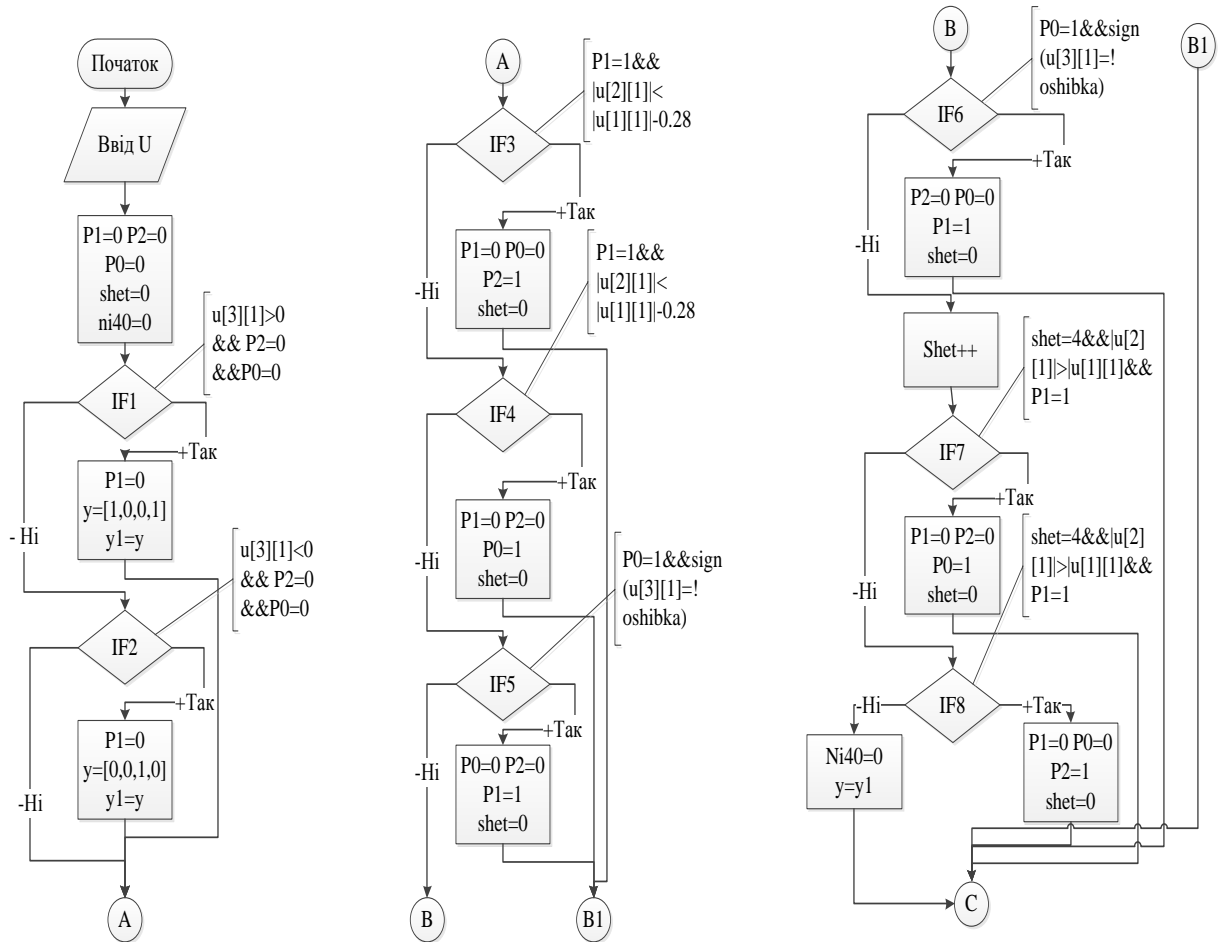 Початок
Ввід U
P1=0 P2=0
P0=0
shet=0
ni40=0
u[3][1]>0
&& P2=0
&&P0=0
IF1
+Так
- Ні
P1=0
y=[1,0,0,1]
y1=y
u[3][1]<0
&& P2=0
&&P0=0
IF2
+Так
-Ні
P1=0
y=[0,0,1,0]
y1=y
A
A
P1=1&&
|u[2][1]|<
|u[1][1]|-0.28
IF3
+Так
-Ні
P1=0 P0=0
P2=1
shet=0
P1=1&&
|u[2][1]|<
|u[1][1]|-0.28
IF4
+Так
-Ні
P1=0 P2=0
P0=1
shet=0
P0=1&&sign
(u[3][1]=!
oshibka)
IF5
+Так
-Ні
P0=0 P2=0
P1=1
shet=0
B
B1
B
B1
P0=1&&sign
(u[3][1]=!
oshibka)
IF6
+Так
-Ні
P2=0 P0=0
P1=1
shet=0
Shet++
shet=4&&|u[2]
[1]|>|u[1][1]&&
P1=1
IF7
+Так
-Ні
P1=0 P2=0
P0=1
shet=0
shet=4&&|u[2]
[1]|>|u[1][1]&&
P1=1
IF8
-Ні
+Так
Ni40=0
y=y1
P1=0 P0=0
P2=1
shet=0
C